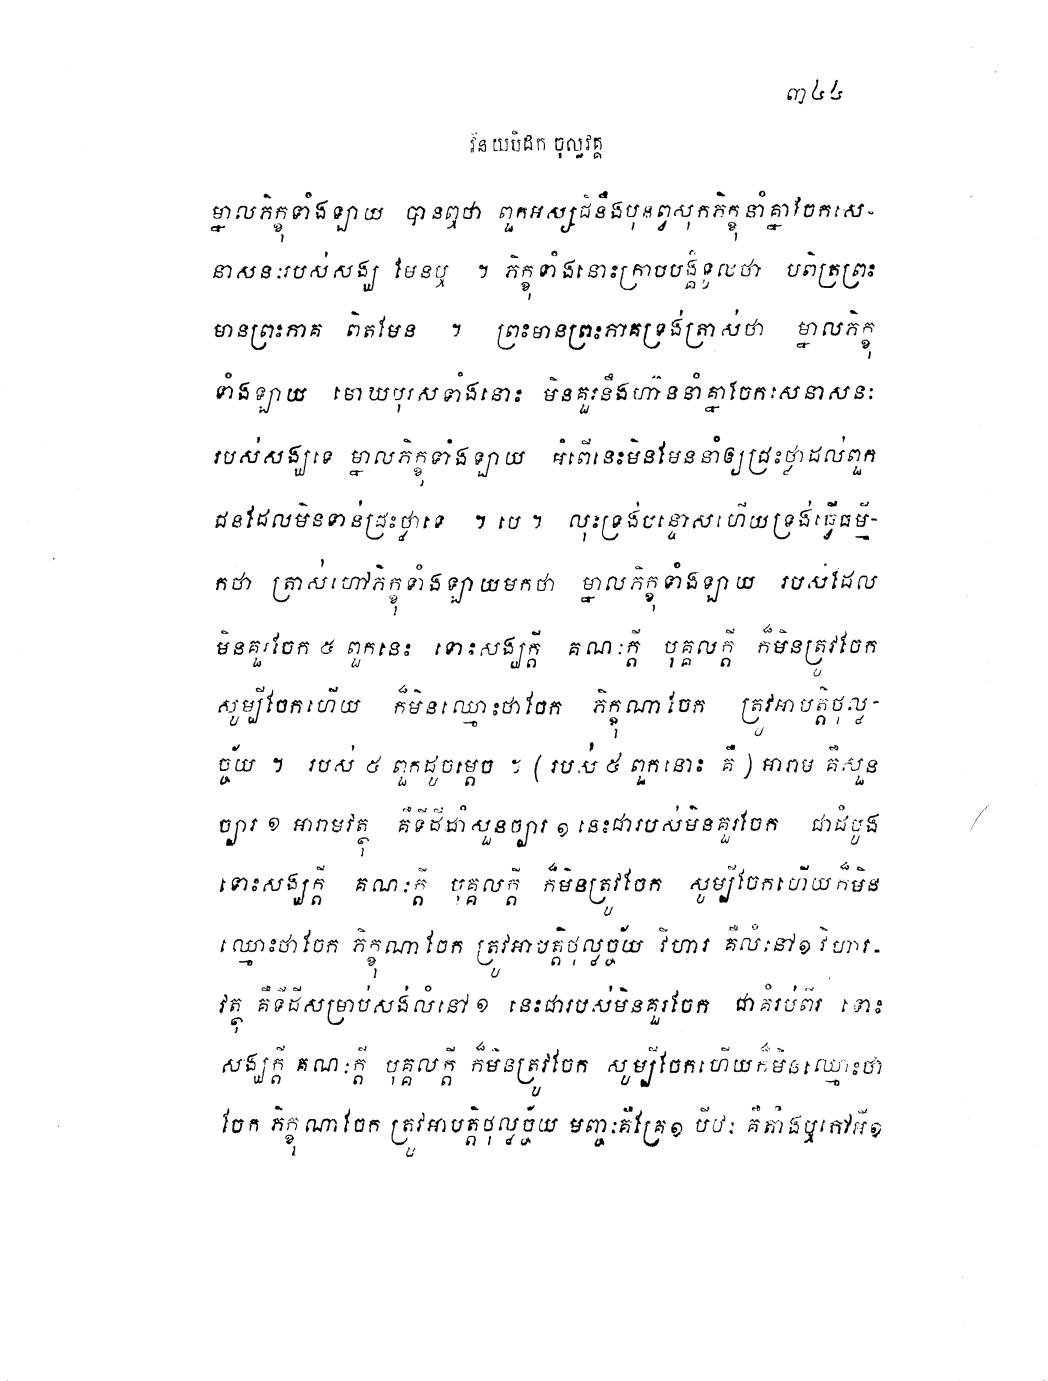 ៣៤៤
វិនយបិដក ចុល្លវគ្គ
ម្នាលភិក្ខុទាំងឡាយ បានឮថា ពួកអស្សជិនឹងបុនព្វសុកភិក្ខុនាំគ្នាចែកសេ-
នាសនៈរបស់សង្ឃ មែនឬ ។ ភិក្ខុទាំងនោះក្រាបបង្គំទូលថា បពិត្រព្រះ
មានព្រះភាគ ពិតមែន ។ ព្រះមានព្រះភាគទ្រង់ត្រាស់ថា ម្នាលភិក្ខុ
ទាំងឡាយ មោឃបុរសទាំងនោះ មិនគួរនឹងហ៊ាននាំគ្នាចែកសេនាសនៈ
របស់សង្ឃទេ ម្នាលភិក្ខុទាំងឡាយ អំពើនេះមិនមែននាំឲ្យជ្រះថ្លាដល់ពួក
ជនដែលមិនទាន់ជ្រះថ្លាទេ ។ បេ ។ លុះទ្រង់បន្ទោសហើយទ្រង់ធ្វើធម្មី-
កថា ត្រាស់ហៅភិក្ខុទាំងឡាយមកថា ម្នាលភិក្ខុទាំងឡាយ របស់ដែល
មិនគួរចែក ៥ ពួកនេះ ទោះសង្ឃក្តី គណៈក្តី បុគ្គលក្តី ក៏មិនត្រូវចែក
សូម្បីចែកហើយ ក៏មិនឈ្មោះថាចែក ភិក្ខុណាចែក ត្រូវអាបត្តិថុល្ល-
ច្ច័យ ។ របស់ ៥ ពួកដូចម្តេច ។ (របស់ ៥ ពួកនោះ គឺ) អារាម គឺសួន
ច្បារ ១ អារាមវត្ថុ គឺទីដីដាំសួនច្បារ ១ នេះជារបស់មិនគួរចែក ជាដំបូង
ទោះសង្ឃក្តី គណៈក្តី បុគ្គលក្តី ក៏មិនត្រូវចែក សូម្បីចែកហើយក៏មិន
ឈ្មោះថាចែក ភិក្ខុណាចែក ត្រូវអាបត្តិថុល្លច្ច័យ វិហារ គឺលំនៅ១ វិហារ-
វត្ថុ គឺទីដីសម្រាប់សង់លំនៅ ១ នេះជារបស់មិនគួរចែក ជាគំរប់ពីរ ទោះ
សង្ឃក្តី គណៈក្តី បុគ្គលក្តី ក៏មិនត្រូវចែក សូម្បីចែកហើយក៏មិនឈ្មោះថា
ចែក ភិក្ខុណាចែក ត្រូវអាបត្តិថុល្លច្ច័យ មញ្ចៈគឺគ្រែ១ បីឋៈ គឺតាំងឬកៅអី១